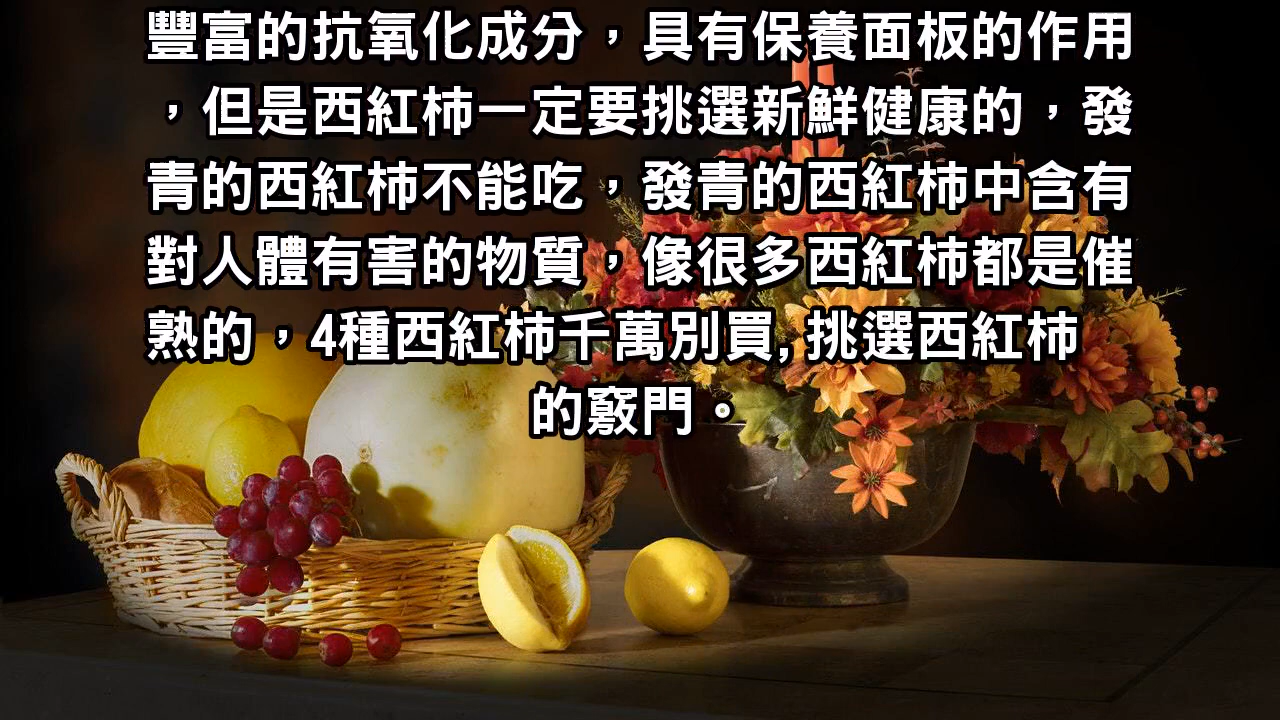 豐富的抗氧化成分，具有保養面板的作用
，但是西紅柿一定要挑選新鮮健康的，發
青的西紅柿不能吃，發青的西紅柿中含有
對人體有害的物質，像很多西紅柿都是催
熟的，4種西紅柿千萬別買,挑選西紅柿
的竅門。